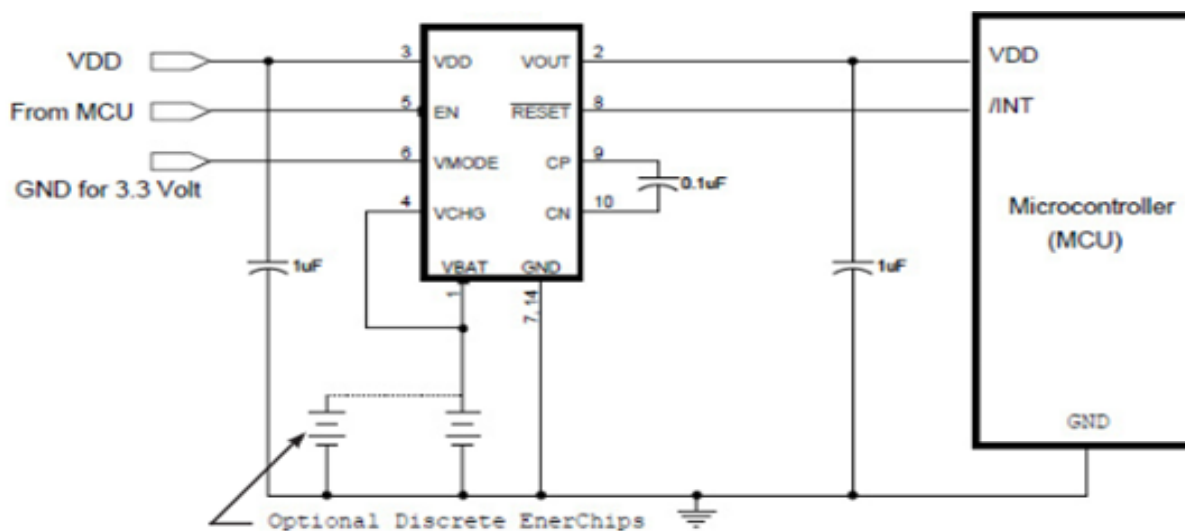 VDD
From MCU
GND for 3.3 Volt
3
5
6
4
VDD
EN
VMODE
VCHG
VBAT
GND
VOUT
RESET
CP
CN
1
7, 14
2
8
9
10
0.1uF
1uF
1uF
VDD
/INT
Microcontroller
(MCU)
GND
Optional Discrete EnerChips